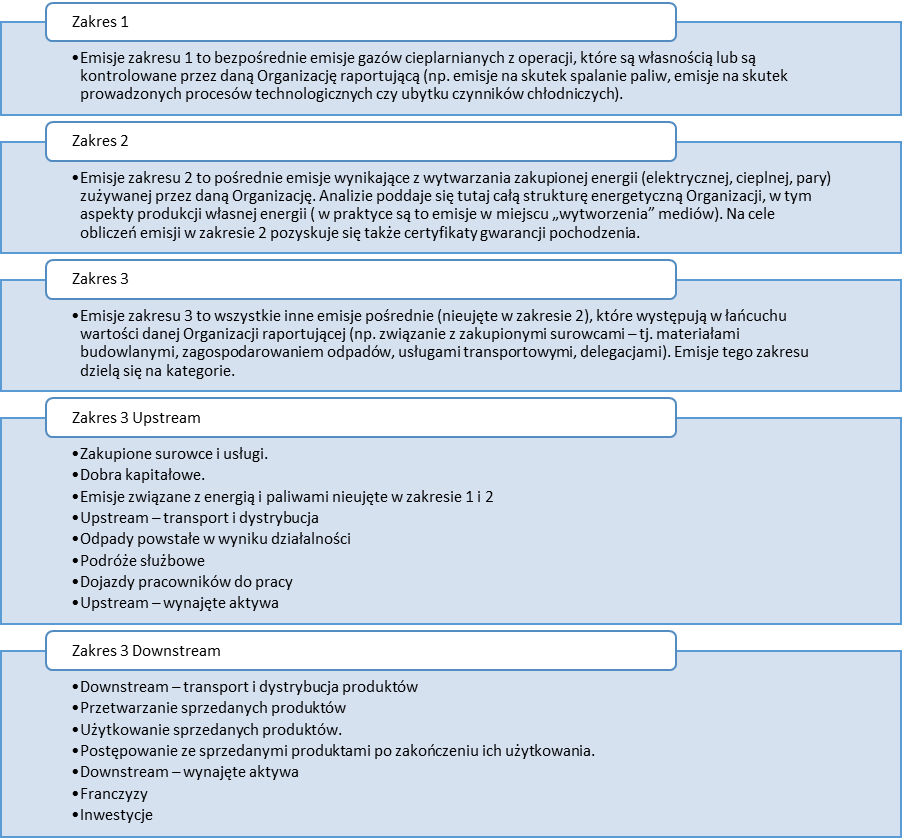 Zakres 1
•Emisje zakresu 1 to bezpośrednie emisje gazów cieplarnianych z operacji, które są własnością lub są
kontrolowane przez daną Organizację raportującą (np. emisje na skutek spalanie paliw, emisje na skutek
prowadzonych procesów technologicznych czy ubytku czynników chłodniczych).
Zakres 2
•Emisje zakresu 2 to pośrednie emisje wynikające z wytwarzania zakupionej energii (elektrycznej, cieplnej, pary)
zużywanej przez daną Organizację. Analizie poddaje się tutaj całą strukturę energetyczną Organizacji, w tym
aspekty produkcji własnej energii ( w praktyce są to emisje w miejscu „wytworzenia” mediów). Na cele
obliczeń emisji w zakresie 2 pozyskuje się także certyfikaty gwarancji pochodzenia.
Zakres 3
•Emisje zakresu 3 to wszystkie inne emisje pośrednie (nieujęte w zakresie 2), które występują w łańcuchu
wartości danej Organizacji raportującej (np. związanie z zakupionymi surowcami – tj. materiałami
budowlanymi, zagospodarowaniem odpadów, usługami transportowymi, delegacjami). Emisje tego zakresu
dzielą się na kategorie.
Zakres 3 Upstream
•Zakupione surowce i usługi.
•Dobra kapitałowe.
•Emisje związane z energią i paliwami nieujęte w zakresie 1 i 2
•Upstream – transport i dystrybucja
•Odpady powstałe w wyniku działalności
•Podróże służbowe
•Dojazdy pracowników do pracy
•Upstream – wynajęte aktywa
Zakres 3 Downstream
•Downstream – transport i dystrybucja produktów
•Przetwarzanie sprzedanych produktów
•Użytkowanie sprzedanych produktów.
•Postępowanie ze sprzedanymi produktami po zakończeniu ich użytkowania.
•Downstream – wynajęte aktywa
•Franczyzy
•Inwestycje